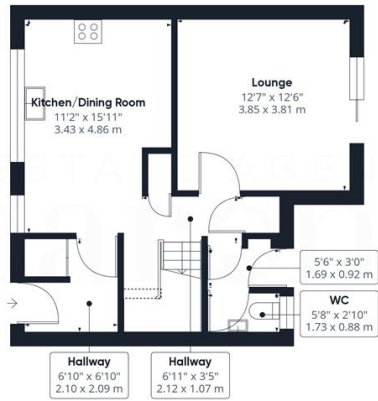 Kitchen/Dining Room
11'2" x 15'11"
3.43 x 4.86 m
Lounge
12'7" x 12'6"
3.85 x 3.81 m
5'6" x 3'0"
1.69 x 0.92 m
WC
5'8" x 2'10"
1.73 x 0.88 m
Hallway
6'10" x 6'10"
2.10 x 2.09 m
Hallway
6'11" x 3'5"
2.12 x 1.07 m